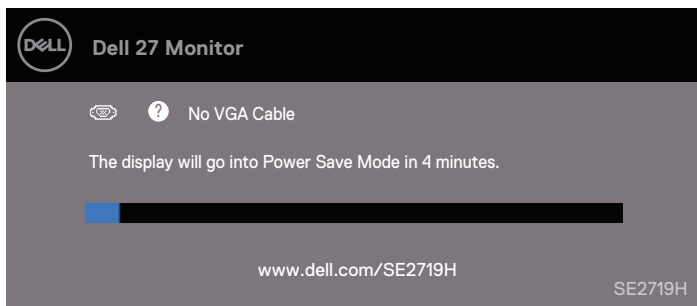 DELL
Dell 27 Monitor
? No VGA Cable
The display will go into Power Save Mode in 4 minutes.
www.dell.com/SE2719H
SE2719H